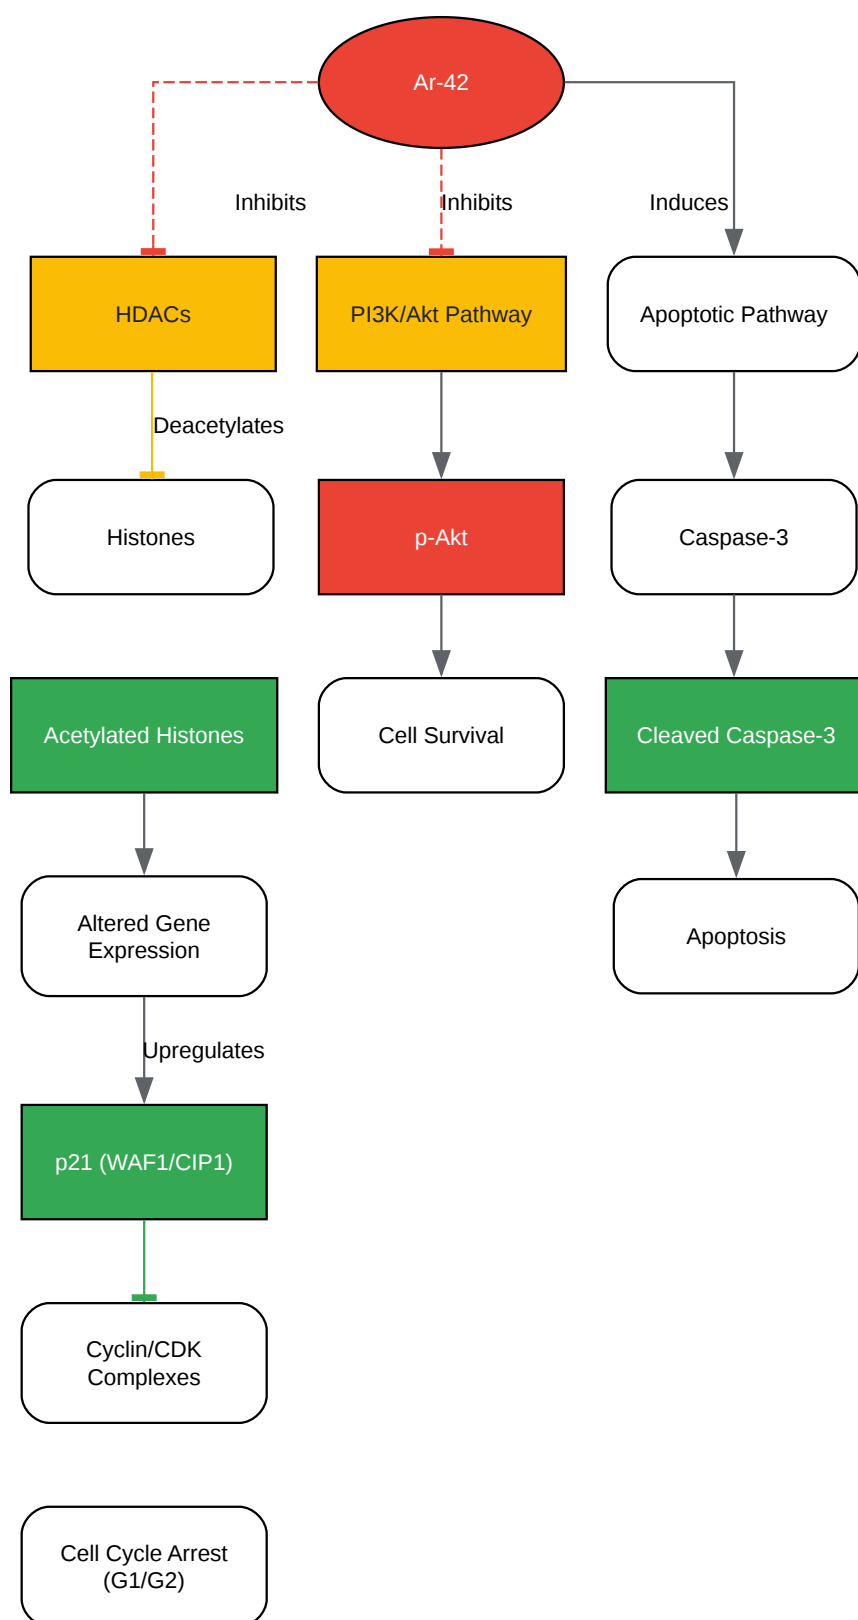 Ar-42
Inhibits
Inhibits
Induces
HDACs
PI3K/Akt Pathway
Apoptotic Pathway
Deacetylates
Histones
p-Akt
Caspase-3
Acetylated Histones
Cell Survival
Cleaved Caspase-3
Altered Gene
Expression
Apoptosis
Upregulates
p21 (WAF1/CIP1)
Cyclin/CDK
Complexes
Cell Cycle Arrest
(G1/G2)